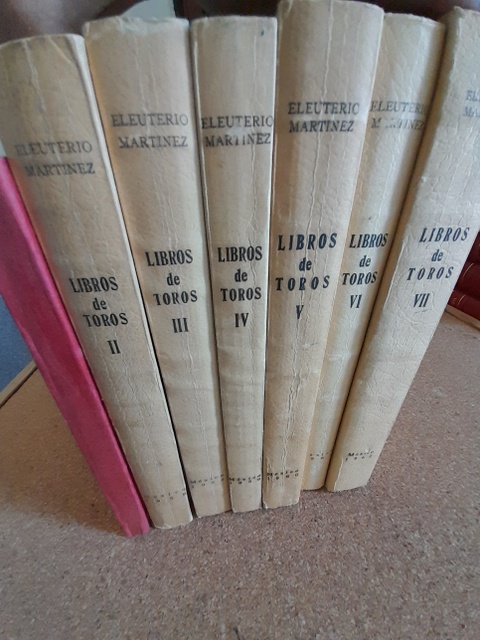 ELEUTERIO
MARTINEZ
LIBROS
de
TOROS
II
ELEUTERIO
MARTINEZ
LIBROS
de
TOROS
III
ELEUTERIO
MARTINEZ
LIBROS
de
TOROS
IV
ELEUTERIO
MARTINEZ
LIBROS
de
TOROS
V
ELEUTERIO
LIBROS
de
TOROS
VI
LIBROS
de
TOROS
VII
México